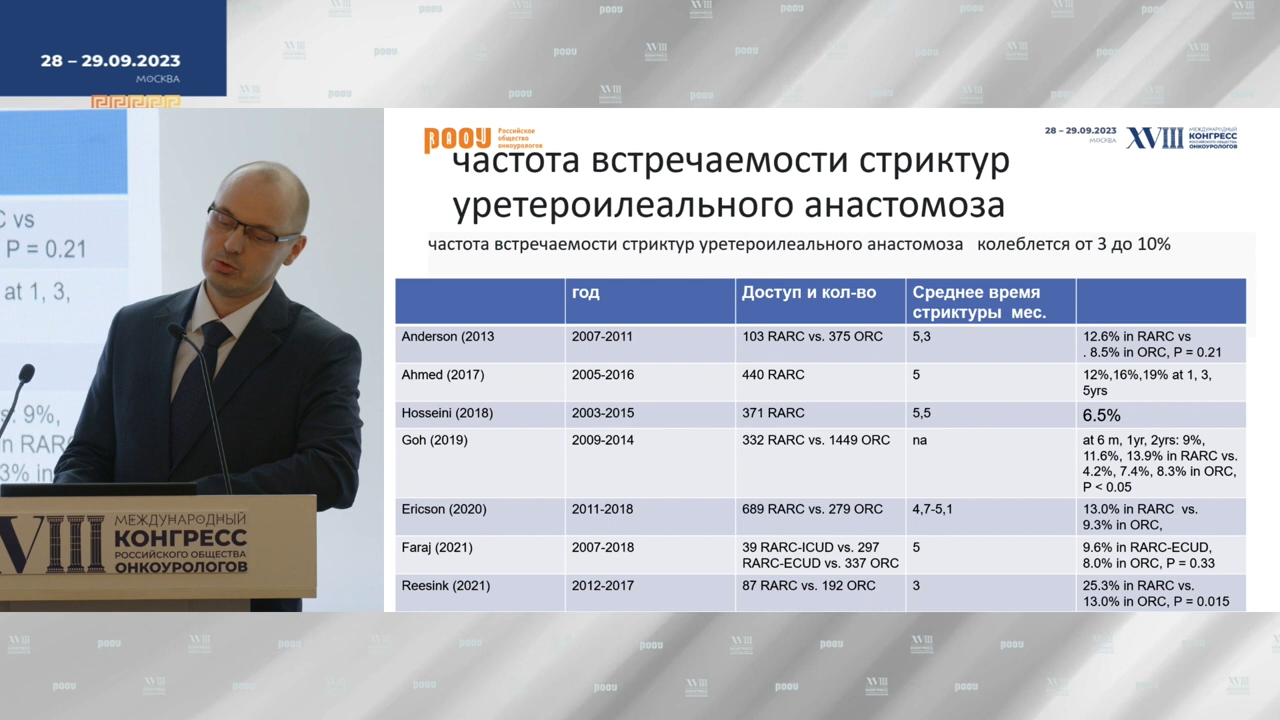 28 – 29.09.2023
МОСКВА
С vs
P = 0.21
at 1, 3,
9%,
in RAR
3% in
МЕЖДУНАРОДНЫЙ
XVIII КОНГРЕСС
РОССИЙСКОГО ОБЩЕСТВА
ОНКОУРОЛОГОВ
РООУ Российское
общество
онкоурологов
28 – 29.09.2023
МОСКВА
XVIII МЕЖДУНАРОДНЫЙ
КОНГРЕСС
РОССИЙСКОГО ОБЩЕСТВА
ОНКОУРОЛОГОВ
частота встречаемости стриктур
уретероилеального анастомоза
частота встречаемости стриктур уретероилеального анастомоза колеблется от 3 до 10%
год Доступ и кол-во Среднее время
стриктуры мес.
Anderson (2013 2007-2011 103 RARC vs. 375 ORC 5,3 12.6% in RARC vs
. 8.5% in ORC, P = 0.21
Ahmed (2017) 2005-2016 440 RARC 5 12%,16%,19% at 1, 3,
5yrs
Hosseini (2018) 2003-2015 371 RARC 5,5 6.5%
Goh (2019) 2009-2014 332 RARC vs. 1449 ORC na at 6 m, 1yr, 2yrs: 9%,
11.6%, 13.9% in RARC vs.
4.2%, 7.4%, 8.3% in ORC,
P < 0.05
Ericson (2020) 2011-2018 689 RARC vs. 279 ORC 4,7-5,1 13.0% in RARC vs.
9.3% in ORC,
Faraj (2021) 2007-2018 39 RARC-ICUD vs. 297 5 9.6% in RARC-ECUD,
RARC-ECUD vs. 337 ORC 8.0% in ORC, P = 0.33
Reesink (2021) 2012-2017 87 RARC vs. 192 ORC 3 25.3% in RARC vs.
13.0% in ORC, P = 0.015